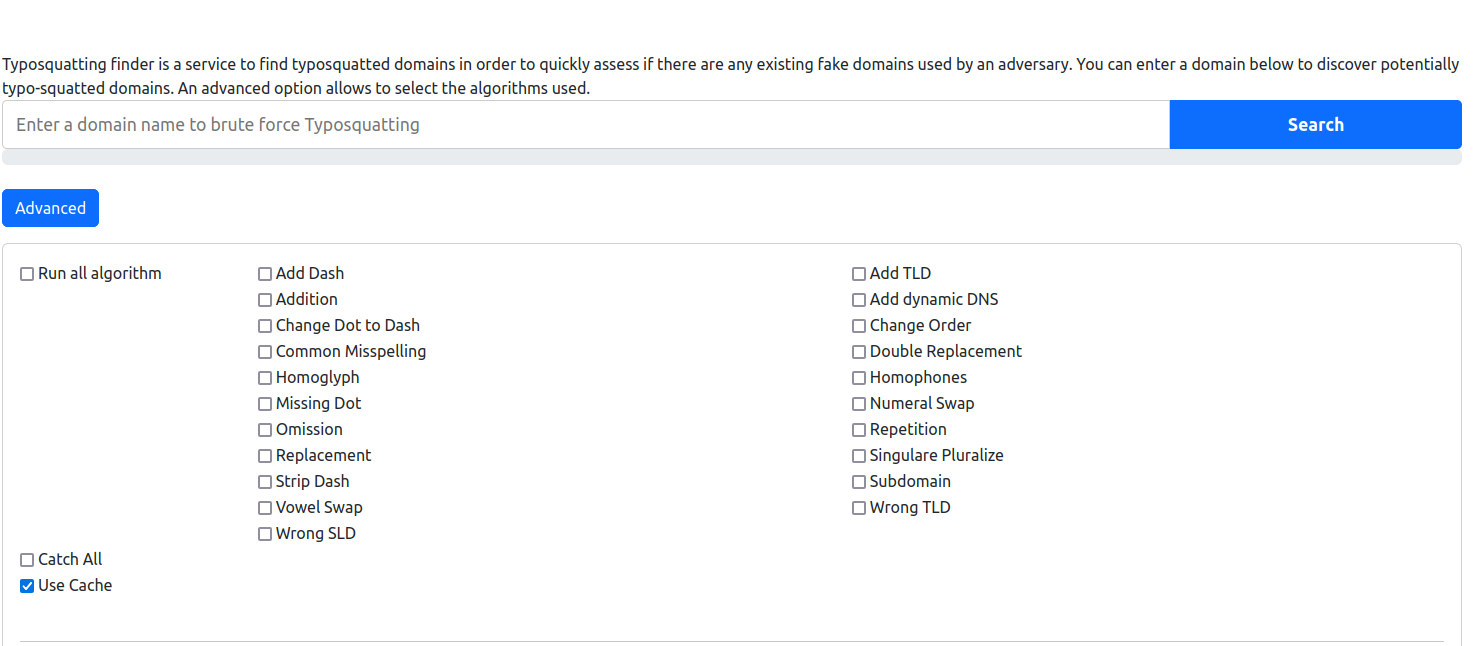 Typosquatting finder is a service to find typosquatted domains in order to quickly assess if there are any existing fake domains used by an adversary. You can enter a domain below to discover potentially
typo-squatted domains. An advanced option allows to select the algorithms used.
Enter a domain name to brute force Typosquatting Search
Advanced
Run all algorithm Add Dash Add TLD
Addition Add dynamic DNS
Change Dot to Dash Change Order
Common Misspelling Double Replacement
Homoglyph Homophones
Missing Dot Numeral Swap
Omission Repetition
Replacement Singulare Pluralize
Strip Dash Subdomain
Vowel Swap Wrong TLD
Wrong SLD
Catch All
Use Cache